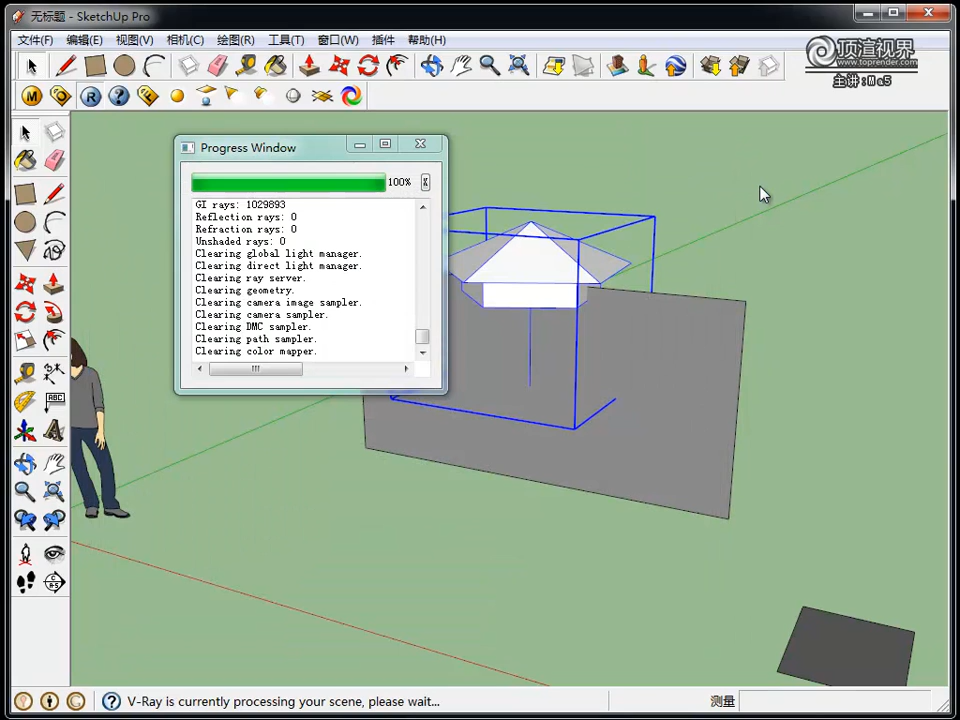 无标题 - SketchUp Pro
文件(F) 编辑(E) 视图(V) 相机(C) 绘图(R) 工具(T) 窗口(W) 插件 帮助(H)
顶渲视界
www.toprender.com
主讲:Ma5
Progress Window
100%
GI rays: 1029893
Reflection rays: 0
Refraction rays: 0
Unshaded rays: 0
Clearing global light manager.
Clearing direct light manager.
Clearing ray server.
Clearing geometry.
Clearing camera image sampler.
Clearing camera sampler.
Clearing DMC sampler.
Clearing path sampler.
Clearing color mapper.
V-Ray is currently processing your scene, please wait...
测量